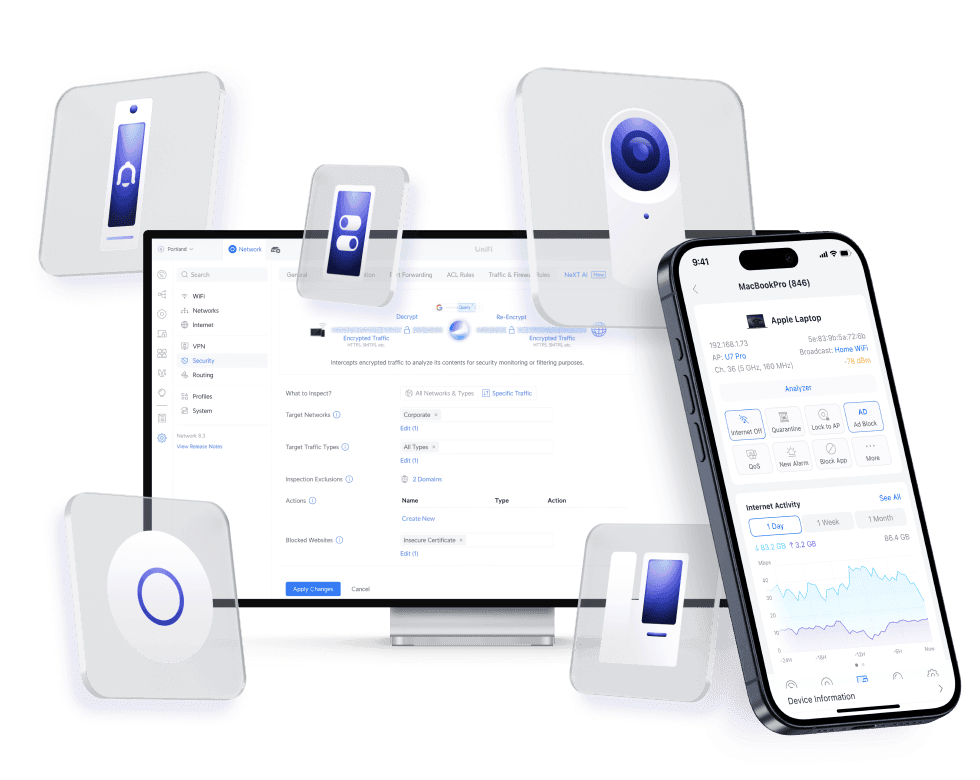 Portland
Network
UniFi
Search
General
Port Forwarding
ACL Rules
Traffic & Firewall Rules
NeXT AI
New
WiFi
Networks
Internet
VPN
Security
Routing
Profiles
System
Network 8.3
View Release Notes
G
Query
Decrypt
Re-Encrypt
Encrypted Traffic
HTTPS, SMTPS, etc.
Encrypted Traffic
HTTPS, SMTPS, etc.
Intercepts encrypted traffic to analyze its contents for security monitoring or filtering purposes.
What to Inspect?
All Networks & Types
Specific Traffic
Target Networks
Corporate ×
Edit (1)
Target Traffic Types
All Types ×
Edit (1)
Inspection Exclusions
2 Domains
Actions
Name
Type
Action
Create New
Blocked Websites
Insecure Certificate ×
Edit (1)
Apply Changes
Cancel
9:41
MacBookPro (846)
Apple Laptop
192.168.1.73
5e:83:9b:5a:72:6b
AP: U7 Pro
Broadcast: Home WiFi
Ch. 36 (5 GHz, 160 MHz)
-78 dBm
Analyzer
Internet Off
Quarantine
Lock to AP
AD
Ad Block
QoS
New Alarm
Block App
More
Internet Activity
See All
1 Day
1 Week
1 Month
↓ 83.2 GB ↑ 3.2 GB
86.4 GB
Mbps
40
30
20
10
0
-24H
-18H
-12H
-6H
Now
Device Information